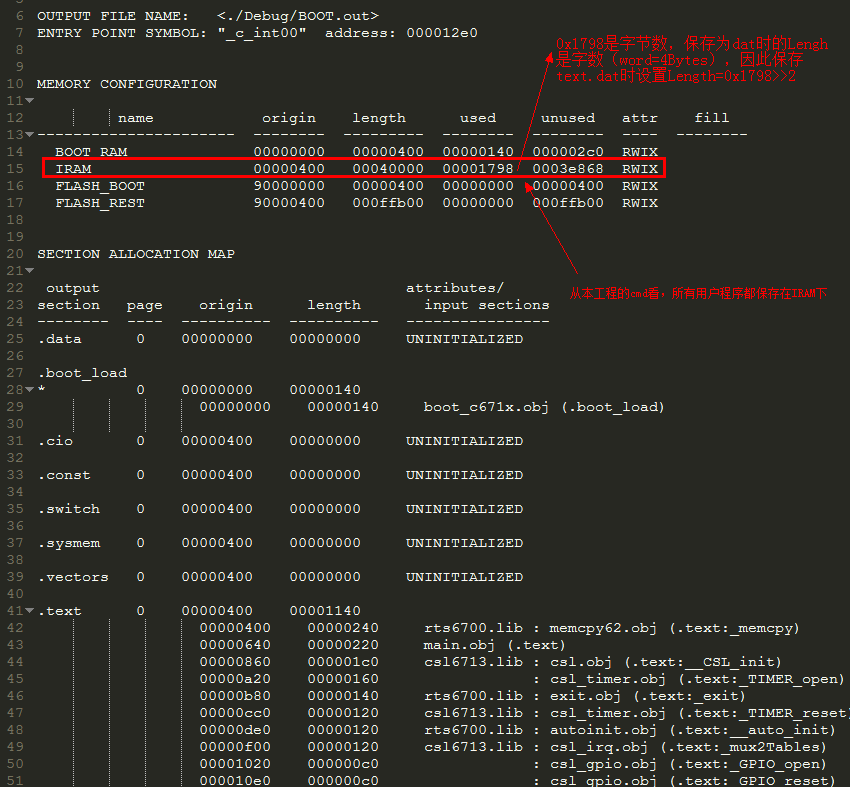 6 OUTPUT FILE NAME:   <./Debug/BOOT.out>
7 ENTRY POINT SYMBOL: "_c_int00"  address: 000012e0
0x1798是字节数，保存为dat时的Lengh
是字数（word=4Bytes），因此保存
text.dat时设置Length=0x1798>>2
8
9
10 MEMORY CONFIGURATION
11
12 name origin length used unused attr fill
13 ---------------------- -------- --------- -------- -------- ---- --------
14 BOOT_RAM 00000000 00000400 00000140 000002c0 RWIX
15 IRAM 00000400 00040000 00001798 0003e868 RWIX
16 FLASH_BOOT 90000000 00000400 00000000 00000400 RWIX
17 FLASH_REST 90000400 000ffb00 00000000 000ffb00 RWIX
18
19
20 SECTION ALLOCATION MAP
21
22 output attributes/
23 section page origin length input sections
从本工程的cmd看，所有用户程序都保存在IRAM下
24 -------- ---- ---------- ---------- ----------------
25 .data 0 00000000 00000000 UNINITIALIZED
26
27 .boot_load
28 * 0 00000000 00000140
29 00000000 00000140 boot_c671x.obj (.boot_load)
30
31 .cio 0 00000400 00000000 UNINITIALIZED
32
33 .const 0 00000400 00000000 UNINITIALIZED
34
35 .switch 0 00000400 00000000 UNINITIALIZED
36
37 .sysmem 0 00000400 00000000 UNINITIALIZED
38
39 .vectors 0 00000400 00000000 UNINITIALIZED
40
41 .text 0 00000400 00001140
42 00000400 00000240 rts6700.lib : memcpy62.obj (.text:_memcpy)
43 00000640 00000220 main.obj (.text)
44 00000860 000001c0 csl6713.lib : csl.obj (.text:__CSL_init)
45 00000a20 00000160 : csl_timer.obj (.text:_TIMER_open)
46 00000b80 00000140 rts6700.lib : exit.obj (.text:_exit)
47 00000cc0 00000120 csl6713.lib : csl_timer.obj (.text:_TIMER_reset)
48 00000de0 00000120 rts6700.lib : autoinit.obj (.text:__auto_init)
49 00000f00 00000120 csl6713.lib : csl_irq.obj (.text:_mux2Tables)
50 00001020 000000c0 : csl_gpio.obj (.text:_GPIO_open)
51 000010e0 000000c0 : csl_gpio.obj (.text:_GPIO_reset)